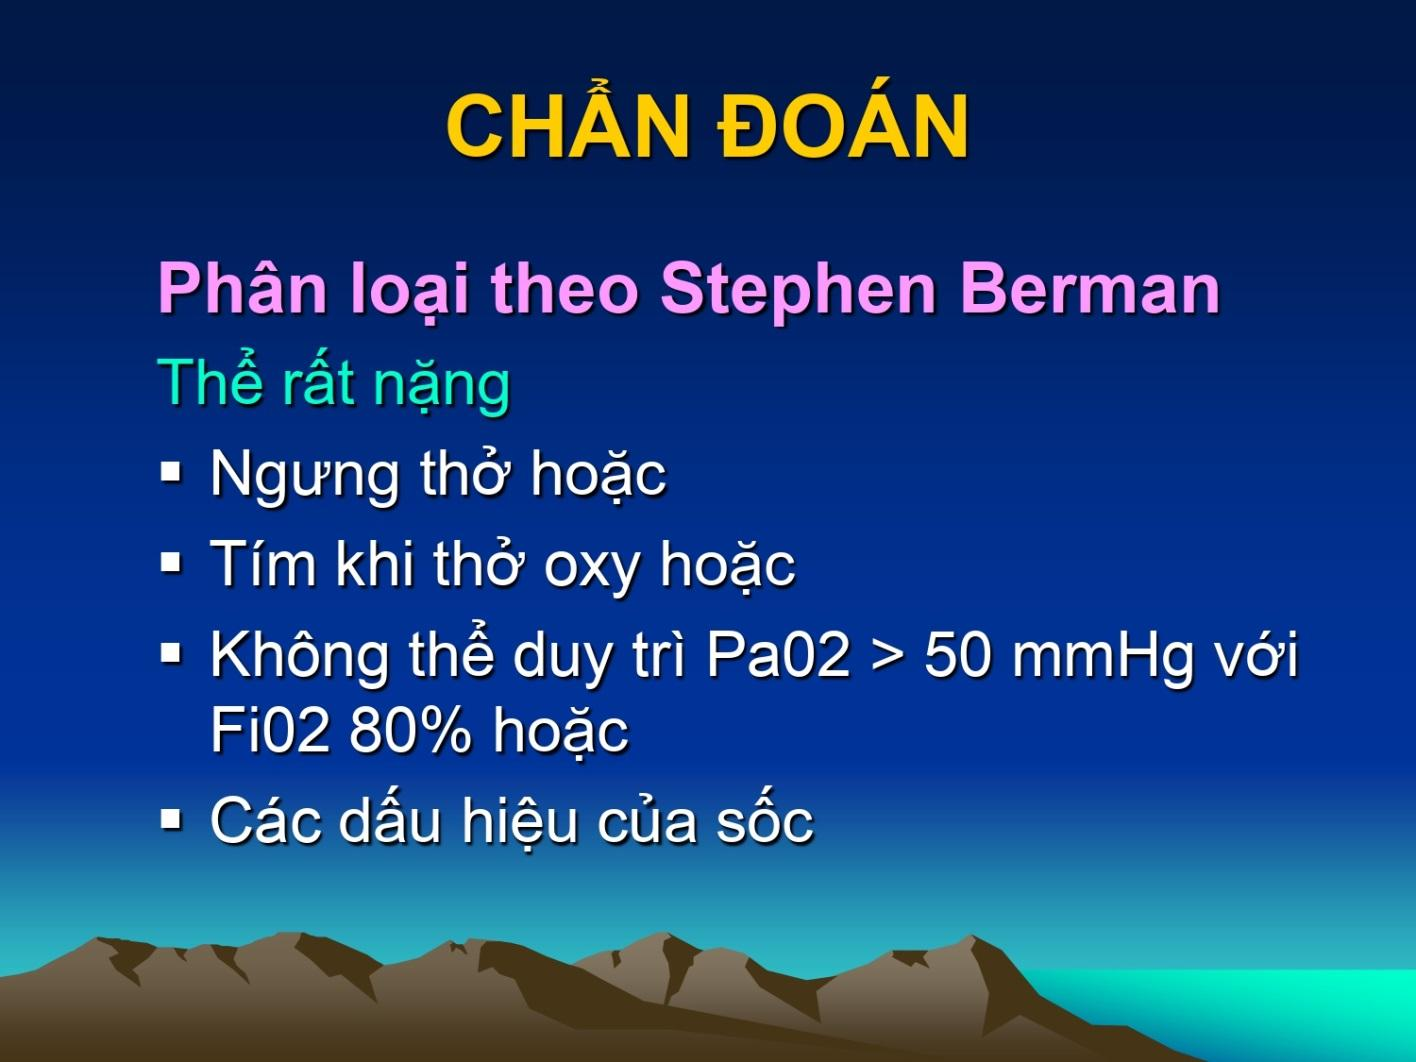 CHẨN ĐOÁN
Phân loại theo Stephen Berman
Thể rất nặng
▪ Ngưng thở hoặc
▪ Tím khi thở oxy hoặc
▪ Không thể duy trì Pa02 > 50 mmHg với
Fi02 80% hoặc
▪ Các dấu hiệu của sốc